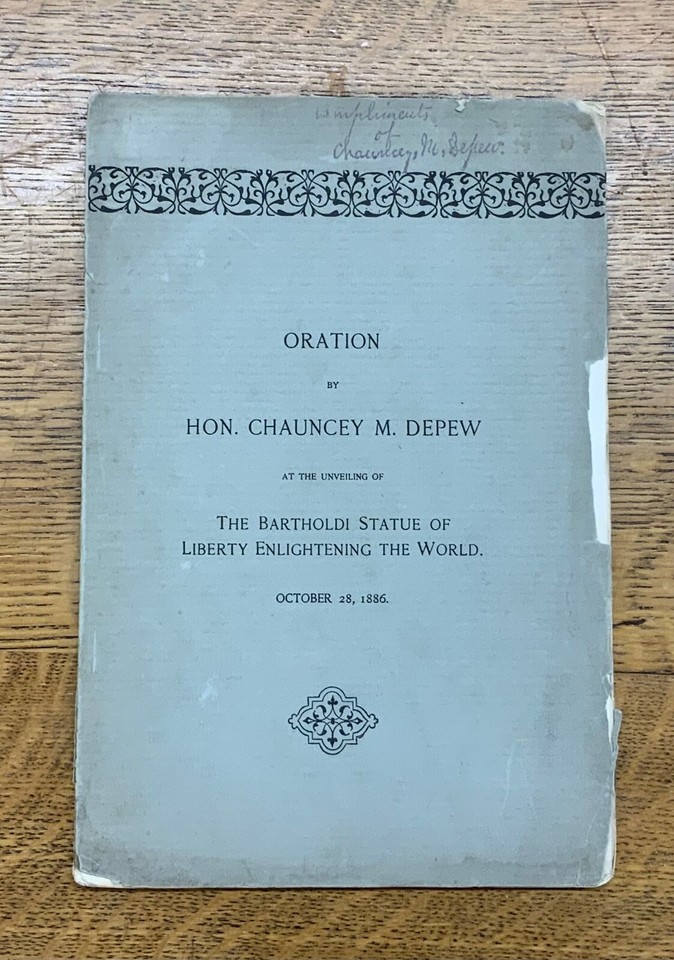 Compliments
of
Chauncey M. Depew.
ORATION
BY
HON. CHAUNCEY M. DEPEW
AT THE UNVEILING OF
THE BARTHOLDI STATUE OF
LIBERTY ENLIGHTENING THE WORLD.
OCTOBER 28, 1886.